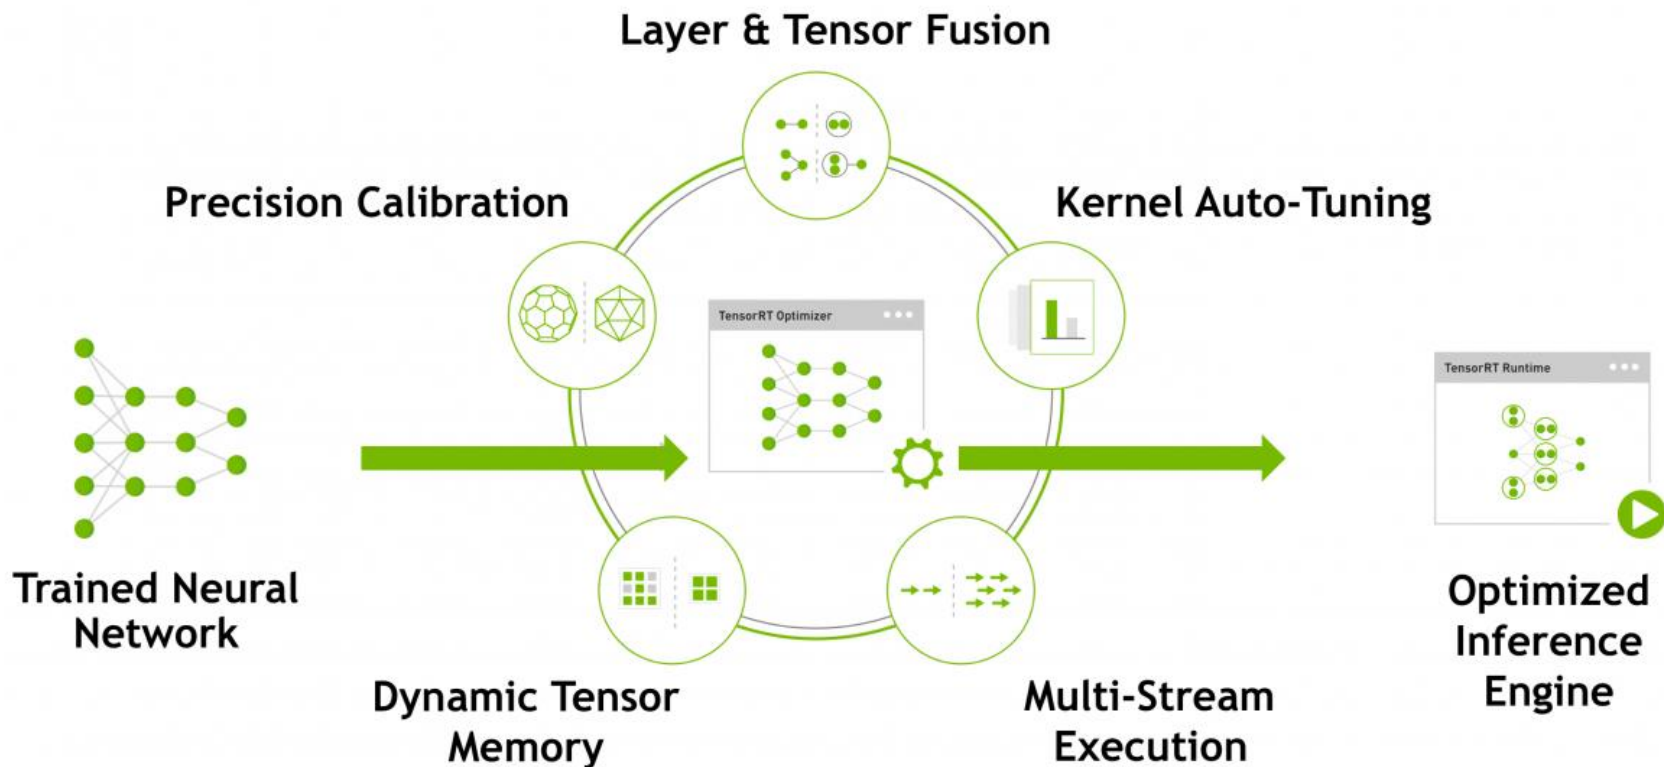 Layer & Tensor Fusion
Precision Calibration
Kernel Auto-Tuning
TensorRT Optimizer
TensorRT Runtime
Trained Neural
Network
Optimized
Inference
Engine
Dynamic Tensor
Memory
Multi-Stream
Execution